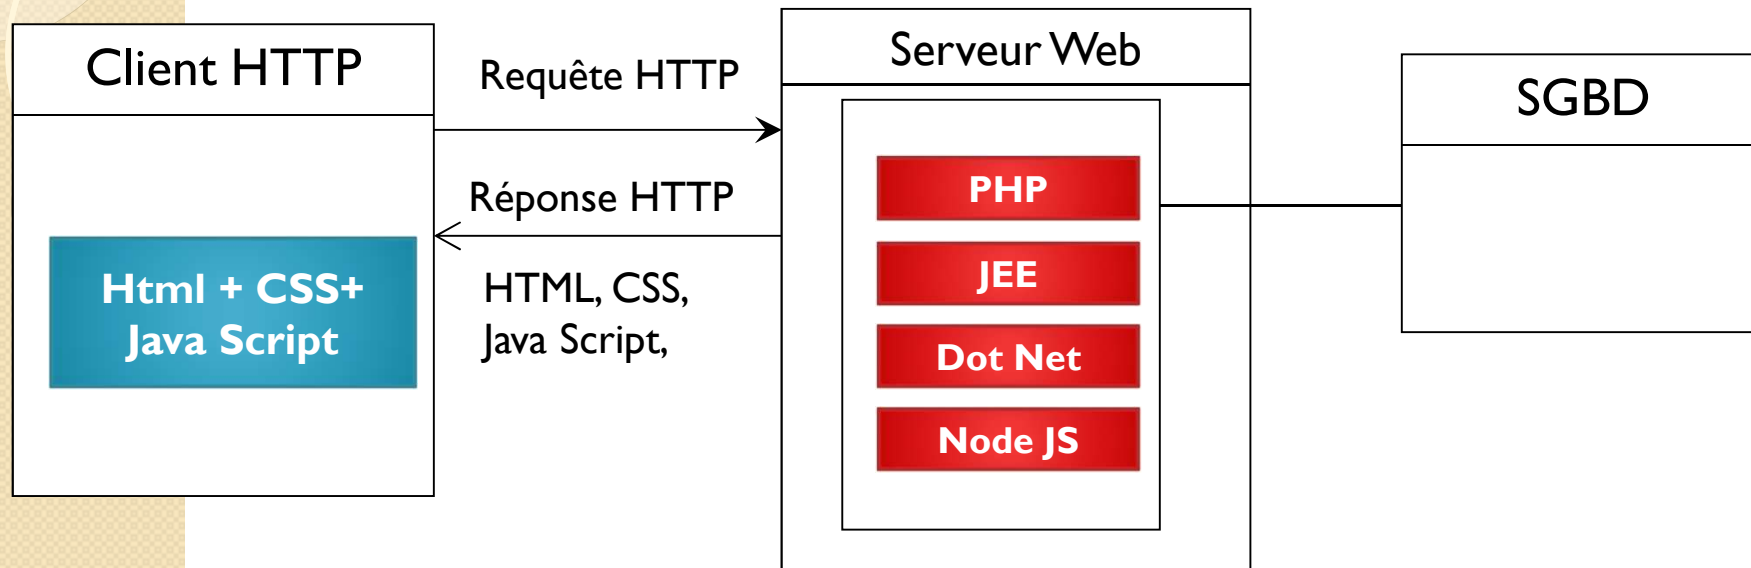 Client HTTP
Html + CSS+
Java Script
Requête HTTP
Réponse HTTP
HTML, CSS,
Java Script,
Serveur Web
PHP
JEE
Dot Net
Node JS
SGBD